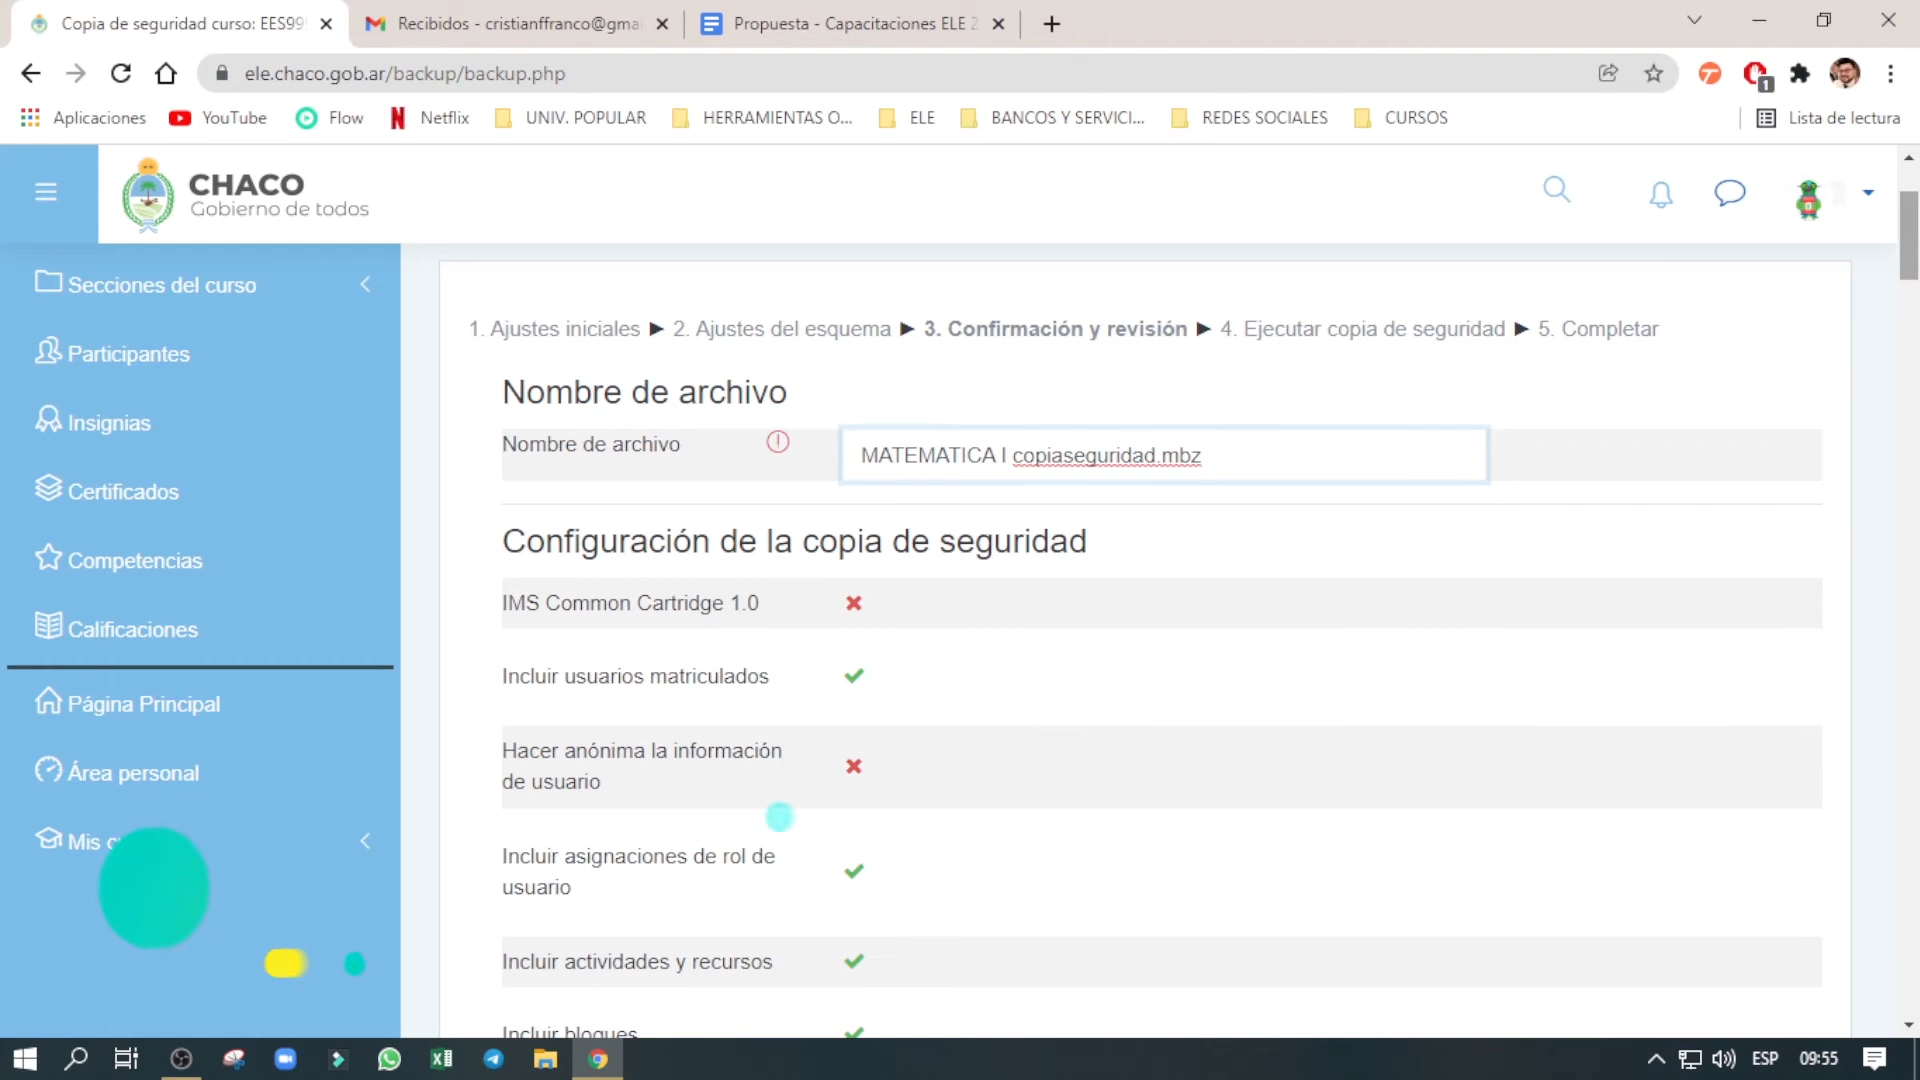 Copia de seguridad curso: EES99
Recibidos - cristianffranco@gma
Propuesta - Capacitaciones ELE 2
ele.chaco.gob.ar/backup/backup.php
1
Aplicaciones
YouTube
Flow
Netflix
UNIV. POPULAR
HERRAMIENTAS O...
ELE
BANCOS Y SERVICI...
REDES SOCIALES
CURSOS
Lista de lectura
CHACO
Gobierno de todos
Secciones del curso
Participantes
Insignias
Certificados
Competencias
Calificaciones
Página Principal
Área personal
Mis c
1. Ajustes iniciales ► 2. Ajustes del esquema ► 3. Confirmación y revisión ► 4. Ejecutar copia de seguridad ► 5. Completar
Nombre de archivo
Nombre de archivo
MATEMATICA I copiaseguridad.mbz
Configuración de la copia de seguridad
IMS Common Cartridge 1.0
Incluir usuarios matriculados
Hacer anónima la información
de usuario
Incluir asignaciones de rol de
usuario
Incluir actividades y recursos
Incluir bloques
ESP
09:55